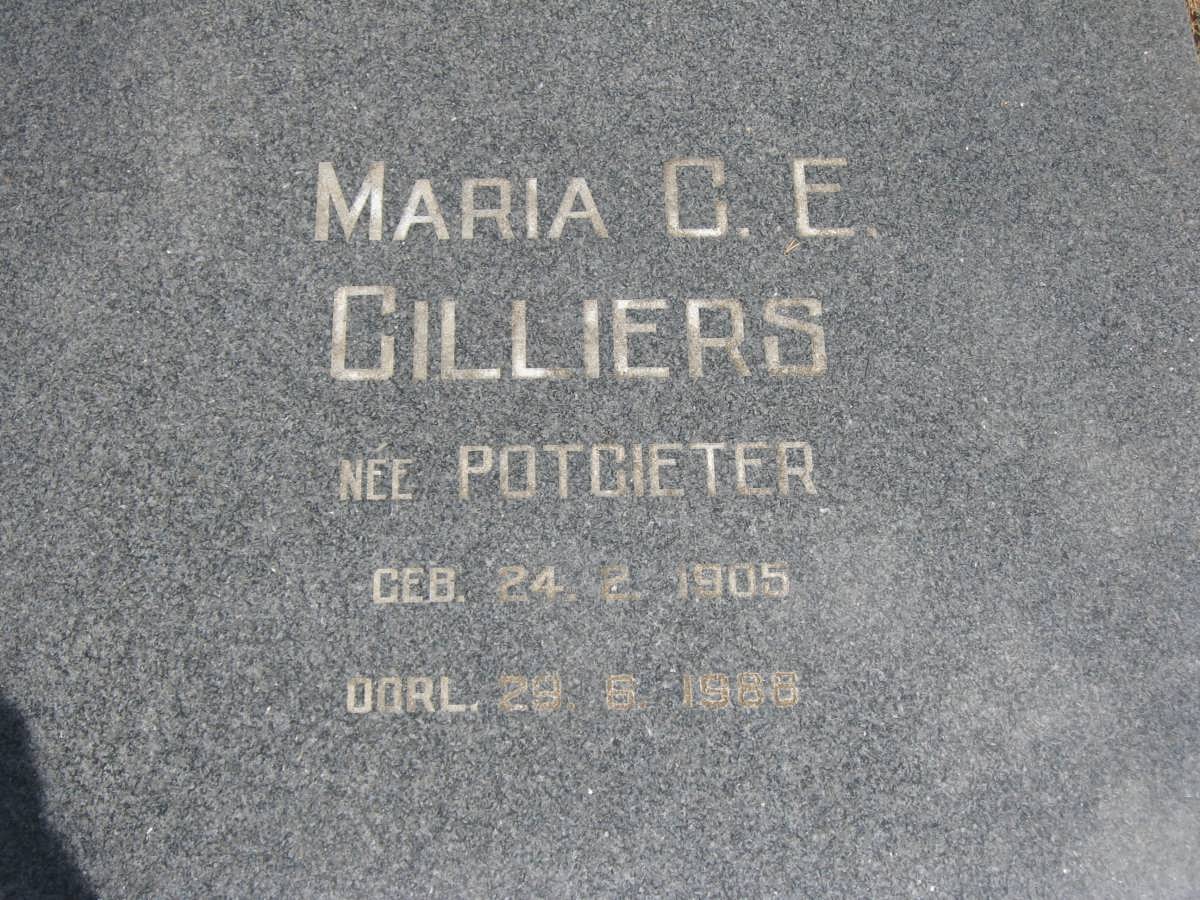 MARIA C. E.
CILLIERS
NÉE POTGIETER
GEB. 24. 2. 1905
OORL. 29. 6. 1988